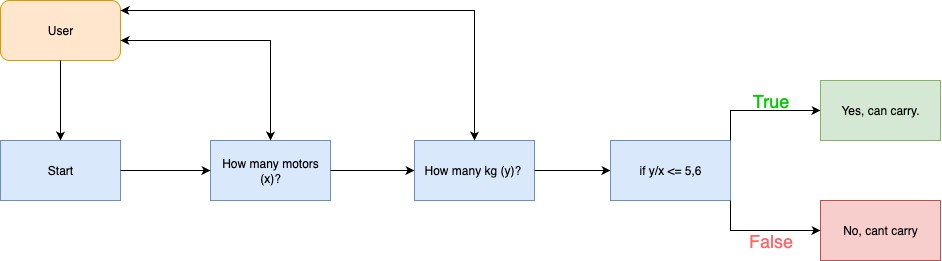 User
Start
How many motors
(x)?
How many kg (y)?
if y/x <= 5,6
True
Yes, can carry.
False
No, cant carry